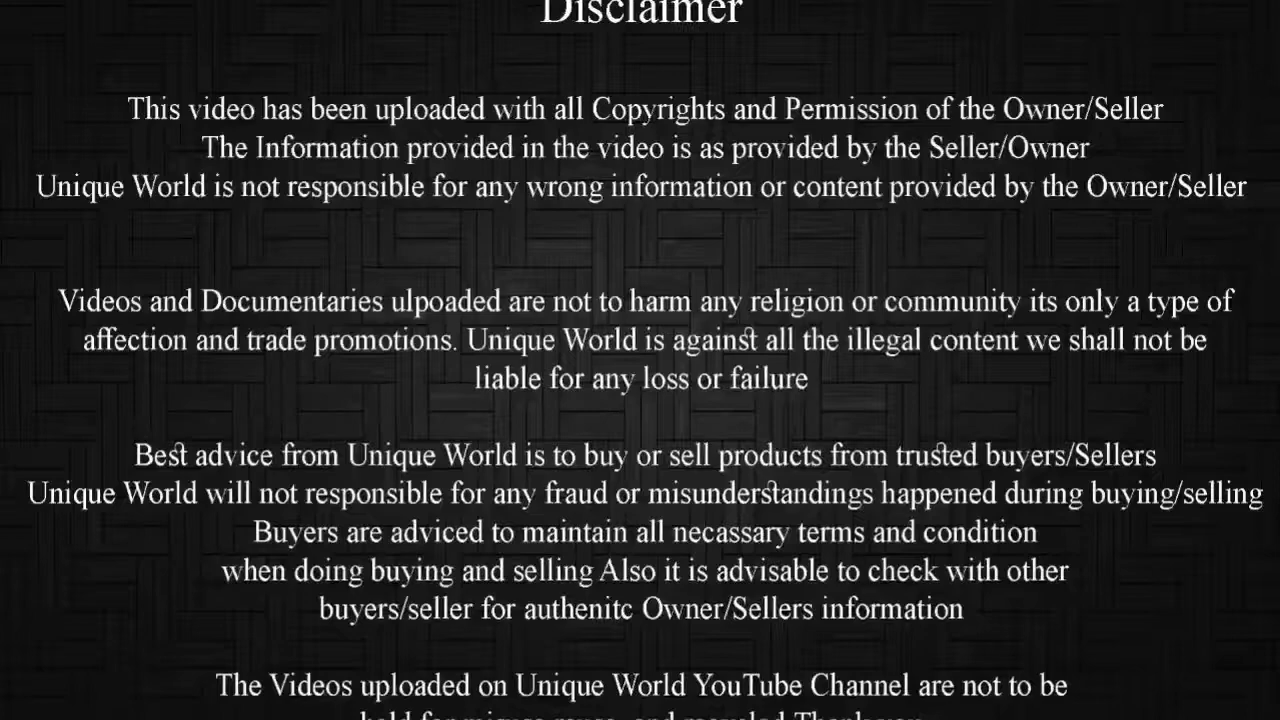 Disclaimer
This video has been uploaded with all Copyrights and Permission of the Owner/Seller
The Information provided in the video is as provided by the Seller/Owner
Unique World is not responsible for any wrong information or content provided by the Owner/Seller
Videos and Documentaries ulpoaded are not to harm any religion or community its only a type of
affection and trade promotions. Unique World is against all the illegal content we shall not be
liable for any loss or failure
Best advice from Unique World is to buy or sell products from trusted buyers/Sellers
Unique World will not responsible for any fraud or misunderstandings happened during buying/selling
Buyers are adviced to maintain all necassary terms and condition
when doing buying and selling Also it is advisable to check with other
buyers/seller for authenitc Owner/Sellers information
The Videos uploaded on Unique World YouTube Channel are not to be
held for misuse